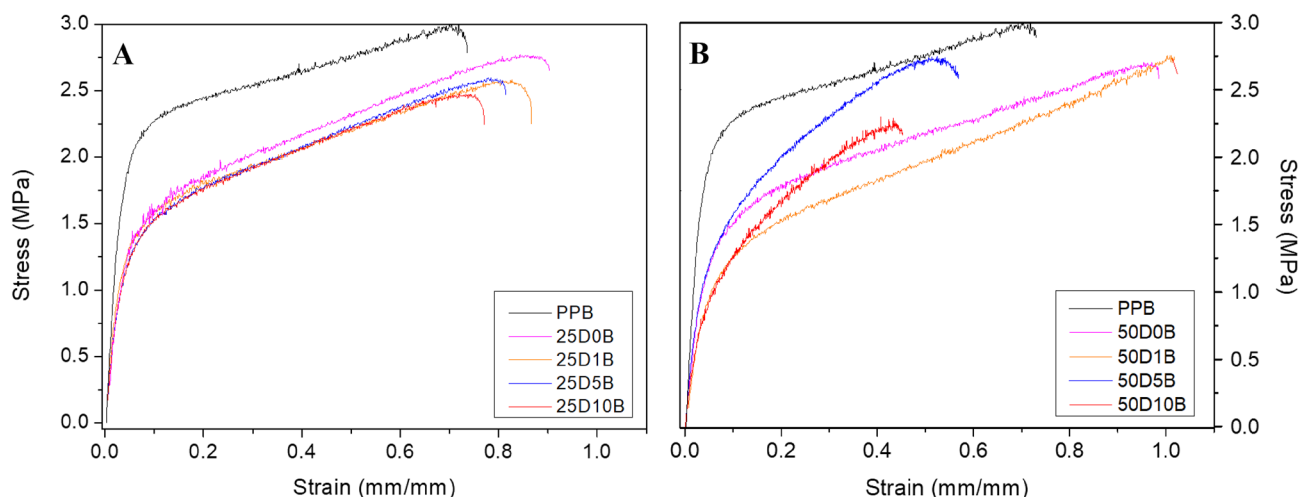 A
Stress (MPa)
3.0
2.5
2.0
1.5
1.0
0.5
0.0
PPB
25D0B
25D1B
25D5B
25D10B
0.0 0.2 0.4 0.6 0.8 1.0
Strain (mm/mm)
B
PPB
50D0B
50D1B
50D5B
50D10B
0.0 0.2 0.4 0.6 0.8 1.0
Strain (mm/mm)
3.0
2.5
2.0
1.5
1.0
0.5
0.0
Stress (MPa)